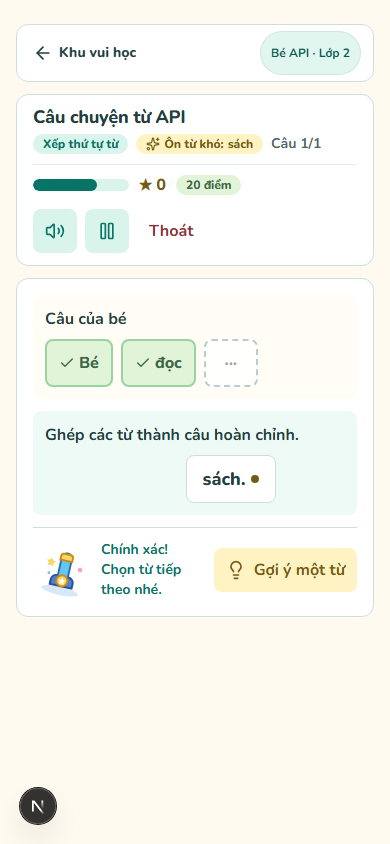 Khu vui học
Bé API · Lớp 2
Câu chuyện từ API
Xếp thứ tự từ
Ôn từ khó: sách
Câu 1/1
★ 0
20 điểm
Thoát
Câu của bé
Bé
đọc
...
Ghép các từ thành câu hoàn chỉnh.
sách.
Chính xác!
Chọn từ tiếp
theo nhé.
Gợi ý một từ
N